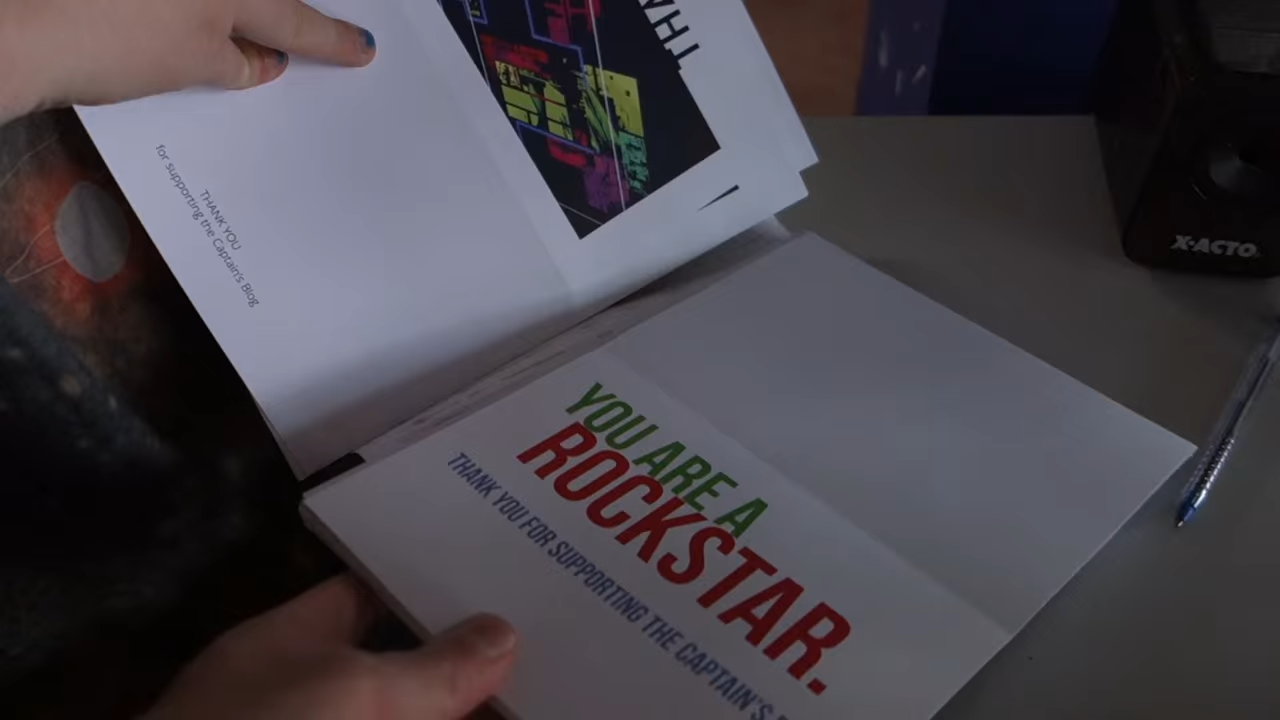 THANK YOU
for supporting the Captain's Blog
YOU ARE A
ROCKSTAR.
THANK YOU FOR SUPPORTING THE CAPTAIN'S
X-ACTO